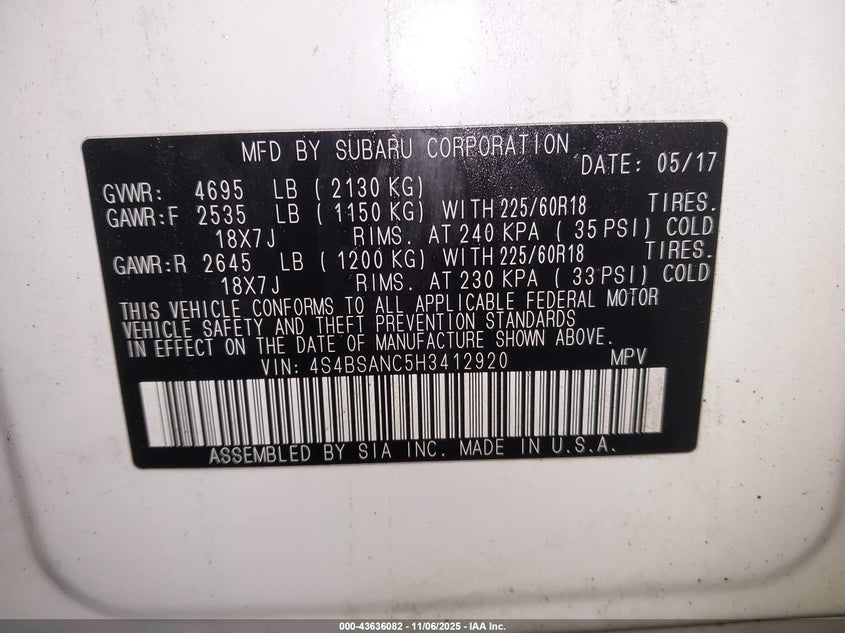 MFD BY SUBARU CORPORATION
DATE: 05/17
GVWR: 4695 LB ( 2130 KG)
GAWR:F 2535 LB ( 1150 KG) WITH 225/60R18 TIRES.
18X7J RIMS. AT 240 KPA ( 35 PSI) COLD
GAWR:R 2645 LB ( 1200 KG) WITH 225/60R18 TIRES.
18X7J RIMS. AT 230 KPA ( 33 PSI) COLD
THIS VEHICLE CONFORMS TO ALL APPLICABLE FEDERAL MOTOR
VEHICLE SAFETY AND THEFT PREVENTION STANDARDS
IN EFFECT ON THE DATE OF MANUFACTURE SHOWN ABOVE.
VIN: 4S4BSANC5H3412920 MPV
ASSEMBLED BY SIA INC. MADE IN U.S.A.
000-43636082 - 11/06/2025 - IAA Inc.